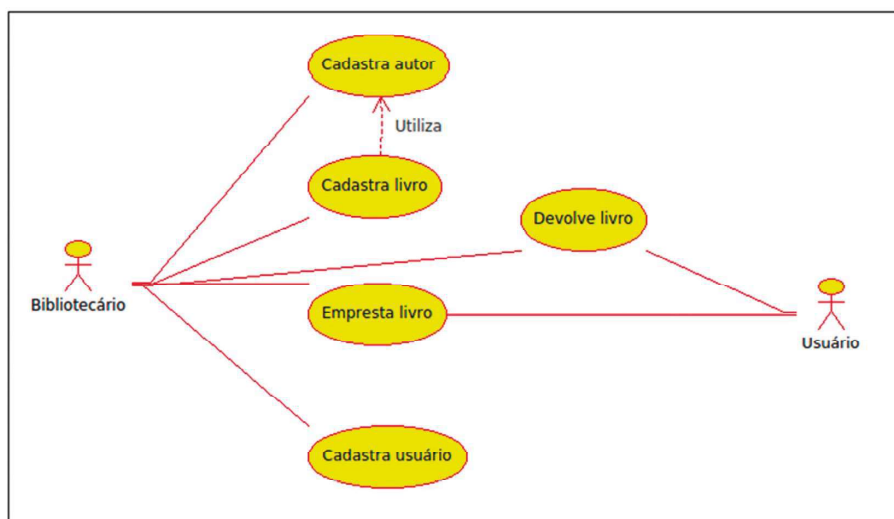 Cadastra autor
Utiliza
Cadastra livro
Devolve livro
Bibliotecário
Empresta livro
Usuário
Cadastra usuário